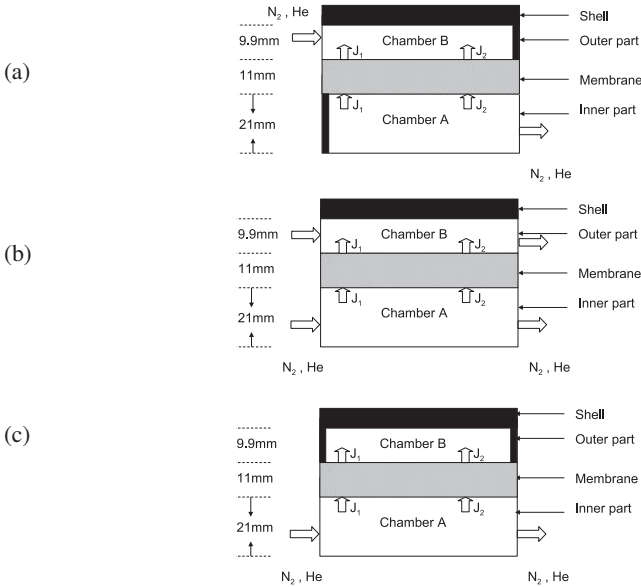 (a)
N2 , He
9.9mm
11mm
21mm
Chamber B
J1
J2
J1
J2
Chamber A
Shell
Outer part
Membrane
Inner part
N2 , He
(b)
9.9mm
11mm
21mm
Chamber B
J1
J2
J1
J2
Chamber A
Shell
Outer part
Membrane
Inner part
N2 , He
N2 , He
(c)
9.9mm
11mm
21mm
Chamber B
J1
J2
J1
J2
Chamber A
Shell
Outer part
Membrane
Inner part
N2 , He
N2 , He